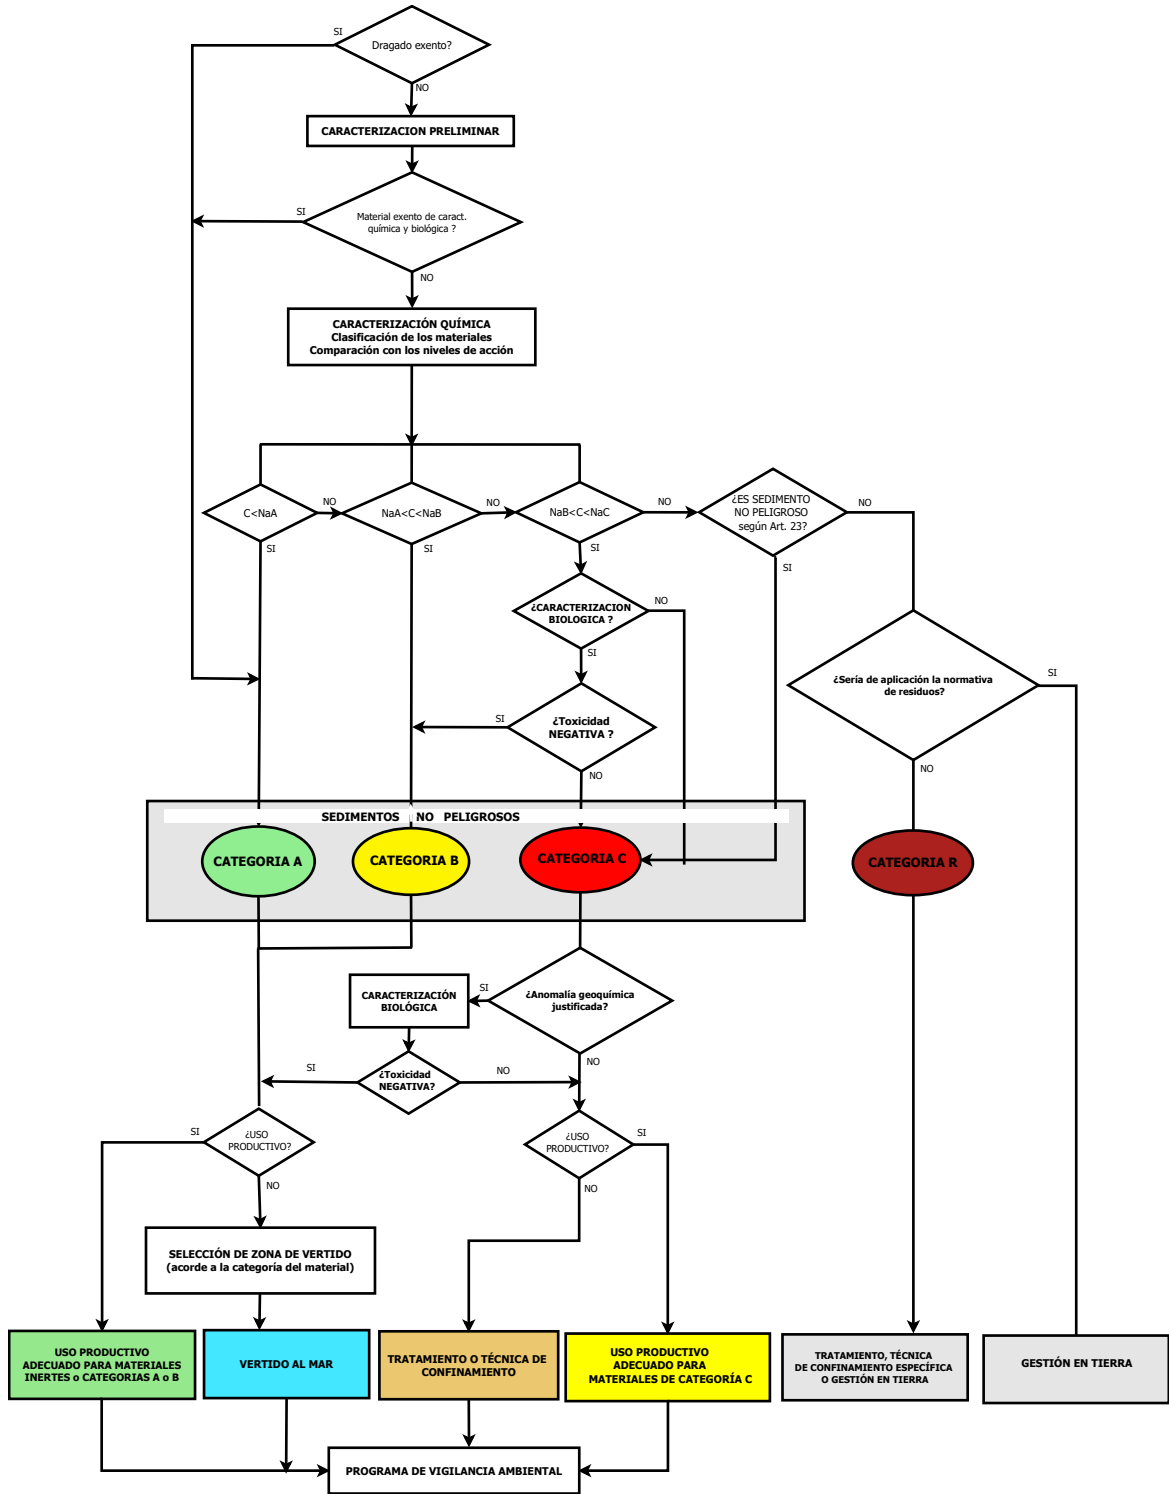 SI
Dragado exento?
NO
CARACTERIZACION PRELIMINAR
SI
Material exento de caract.
química y biológica ?
NO
CARACTERIZACIÓN QUÍMICA
Clasificación de los materiales
Comparación con los niveles de acción
C<NaA
NO
NaA<C<NaB
NO
NaB<C<NaC
NO
¿ES SEDIMENTO
NO PELIGROSO
según Art. 23?
NO
SI
SI
SI
SI
¿CARACTERIZACION
BIOLOGICA ?
NO
SI
¿Sería de aplicación la normativa
de residuos?
SI
SI
¿Toxicidad
NEGATIVA ?
NO
NO
SEDIMENTOS NO PELIGROSOS
CATEGORIA A
CATEGORIA B
CATEGORIA C
CATEGORIA R
CARACTERIZACIÓN
BIOLÓGICA
SI
¿Anomalía geoquímica
justificada?
NO
SI
¿Toxicidad
NEGATIVA?
NO
SI
¿USO
PRODUCTIVO?
NO
¿USO
PRODUCTIVO?
SI
NO
SELECCIÓN DE ZONA DE VERTIDO
(acorde a la categoría del material)
USO PRODUCTIVO
ADECUADO PARA MATERIALES
INERTES o CATEGORIAS A o B
VERTIDO AL MAR
TRATAMIENTO O TÉCNICA DE
CONFINAMIENTO
USO PRODUCTIVO
ADECUADO PARA
MATERIALES DE CATEGORÍA C
TRATAMIENTO, TÉCNICA
DE CONFINAMIENTO ESPECÍFICA
O GESTIÓN EN TIERRA
GESTIÓN EN TIERRA
PROGRAMA DE VIGILANCIA AMBIENTAL